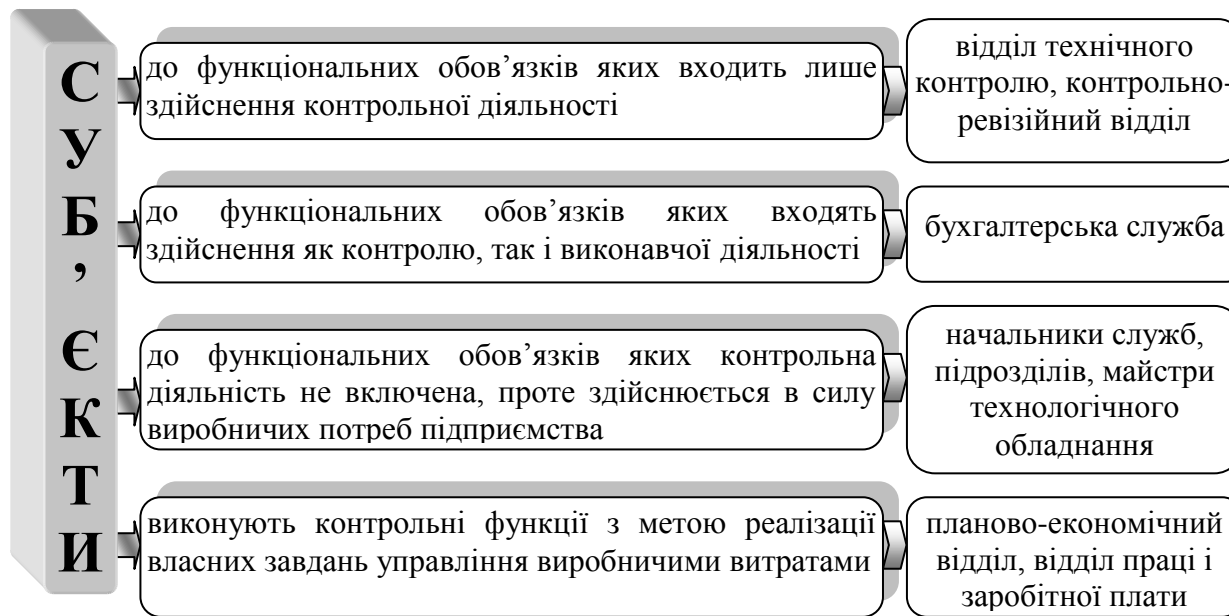 СУБ’ЄКТИ
до функціональних обов’язків яких входить лише
здійснення контрольної діяльності
відділ технічного
контролю, контрольно-
ревізійний відділ
до функціональних обов’язків яких входять
здійснення як контролю, так і виконавчої діяльності
бухгалтерська служба
до функціональних обов’язків яких контрольна
діяльність не включена, проте здійснюється в силу
виробничих потреб підприємства
начальники служб,
підрозділів, майстри
технологічного
обладнання
виконують контрольні функції з метою реалізації
власних завдань управління виробничими витратами
планово-економічний
відділ, відділ праці і
заробітної плати